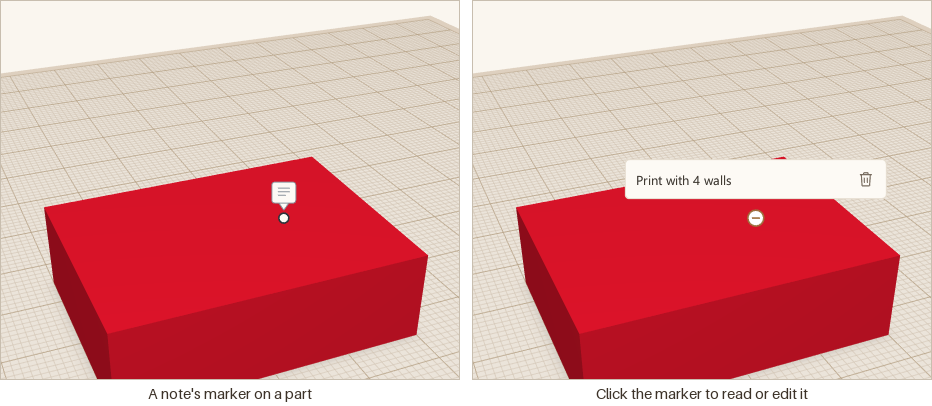 Print with 4 walls
A note's marker on a part
Click the marker to read or edit it